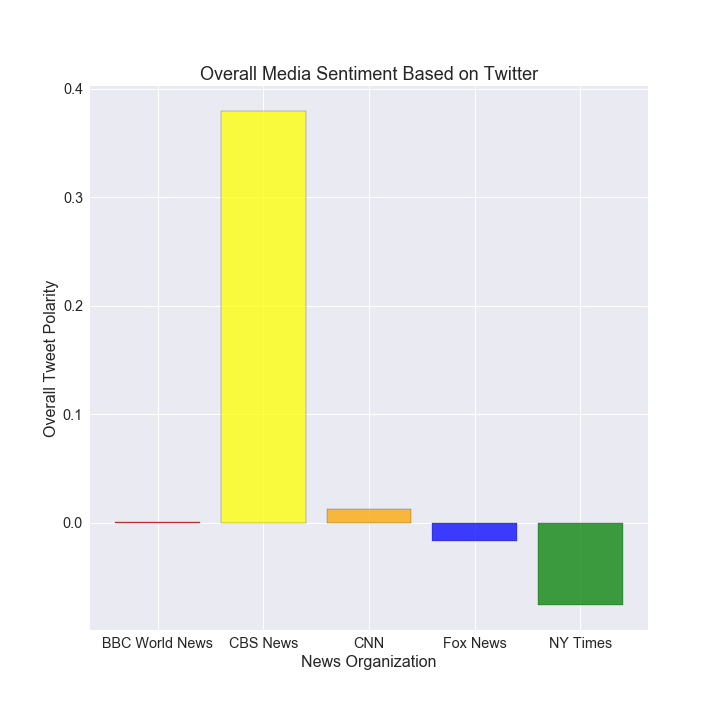 Overall Media Sentiment Based on Twitter
Overall Tweet Polarity
0.4
0.3
0.2
0.1
0.0
BBC World News CBS News CNN Fox News NY Times
News Organization